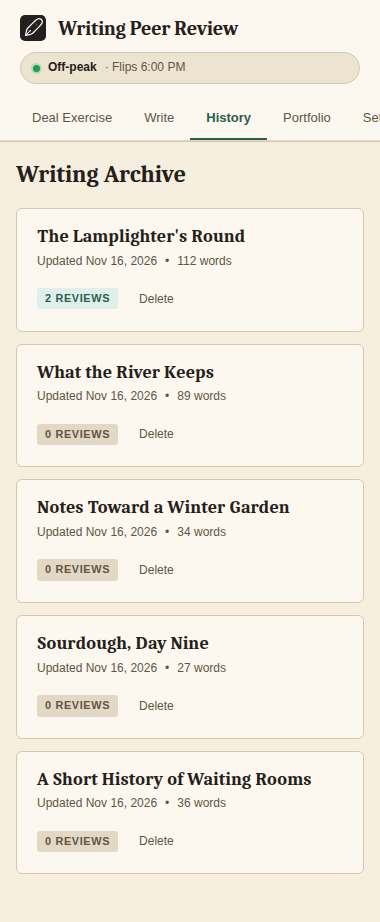 Writing Peer Review
Off-peak · Flips 6:00 PM
Deal Exercise Write History Portfolio Set
Writing Archive
The Lamplighter's Round
Updated Nov 16, 2026 • 112 words
2 REVIEWS Delete
What the River Keeps
Updated Nov 16, 2026 • 89 words
0 REVIEWS Delete
Notes Toward a Winter Garden
Updated Nov 16, 2026 • 34 words
0 REVIEWS Delete
Sourdough, Day Nine
Updated Nov 16, 2026 • 27 words
0 REVIEWS Delete
A Short History of Waiting Rooms
Updated Nov 16, 2026 • 36 words
0 REVIEWS Delete